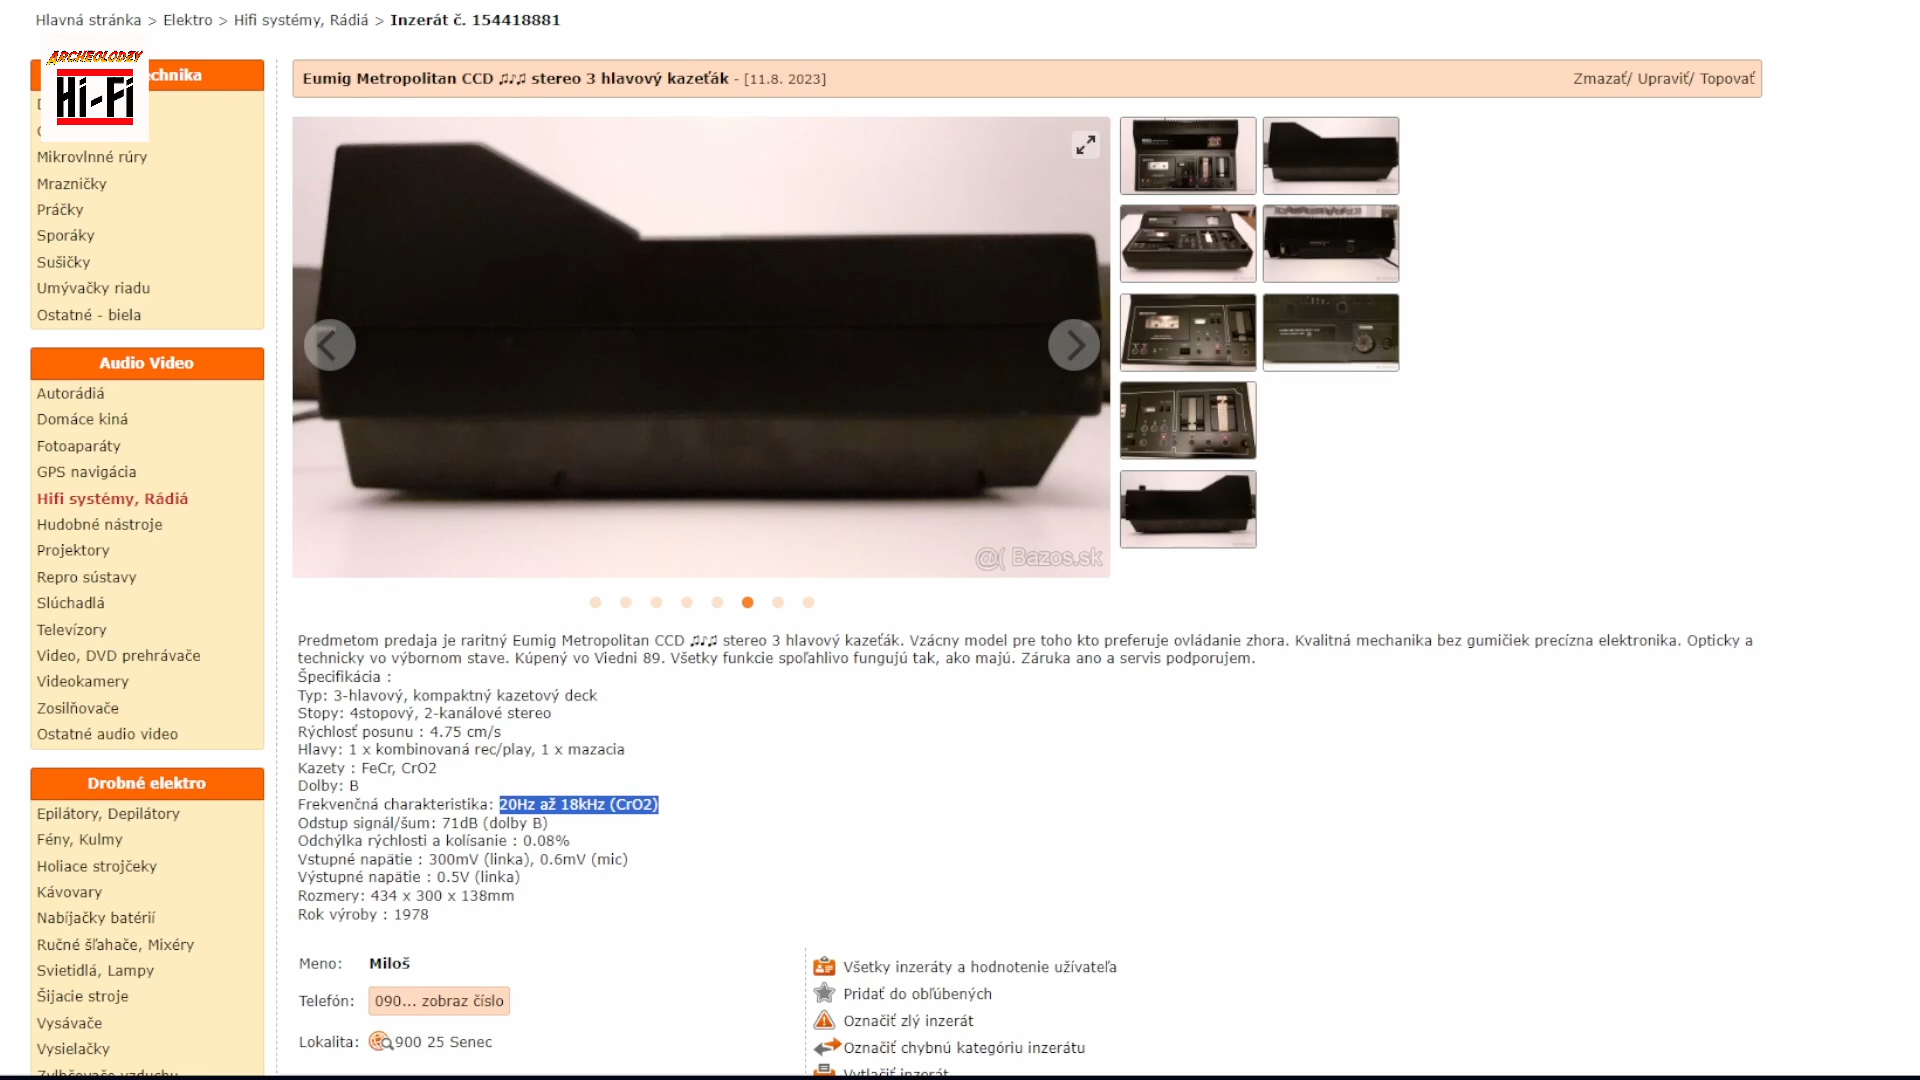 Hlavná stránka > Elektro > Hifi systémy, Rádiá > Inzerát č. 154418881
ARCHEOLODZY
Hi-Fi
echnika
Mikrovlnné rúry
Mrazničky
Práčky
Sporáky
Sušičky
Umývačky riadu
Ostatné - biela
Audio Video
Autorádiá
Domáce kiná
Fotoaparáty
GPS navigácia
Hifi systémy, Rádiá
Hudobné nástroje
Projektory
Repro sústavy
Slúchadlá
Televízory
Video, DVD prehrávače
Videokamery
Zosilňovače
Ostatné audio video
Drobné elektro
Epilátory, Depilátory
Fény, Kulmy
Holiace strojčeky
Kávovary
Nabíjačky batérií
Ručné šľahače, Mixéry
Svietidlá, Lampy
Šijacie stroje
Vysávače
Vysielačky
Zvlhčovače vzduchu
Eumig Metropolitan CCD ♫♪♫ stereo 3 hlavový kazeťák - [11.8. 2023]
Zmazať/ Upraviť/ Topovať
@( Bazos.sk
Predmetom predaja je raritný Eumig Metropolitan CCD ♫♪♫ stereo 3 hlavový kazeťák. Vzácny model pre toho kto preferuje ovládanie zhora. Kvalitná mechanika bez gumičiek precízna elektronika. Opticky a
technicky vo výbornom stave. Kúpený vo Viedni 89. Všetky funkcie spoľahlivo fungujú tak, ako majú. Záruka ano a servis podporujem.
Špecifikácia :
Typ: 3-hlavový, kompaktný kazetový deck
Stopy: 4stopový, 2-kanálové stereo
Rýchlosť posunu : 4.75 cm/s
Hlavy: 1 x kombinovaná rec/play, 1 x mazacia
Kazety : FeCr, CrO2
Dolby: B
Frekvenčná charakteristika: 20Hz až 18kHz (CrO2)
Odstup signál/šum: 71dB (dolby B)
Odchýlka rýchlosti a kolísanie : 0.08%
Vstupné napätie : 300mV (linka), 0.6mV (mic)
Výstupné napätie : 0.5V (linka)
Rozmery: 434 x 300 x 138mm
Rok výroby : 1978
Meno: Miloš
Telefón: 090... zobraz číslo
Lokalita: 900 25 Senec
Všetky inzeráty a hodnotenie užívateľa
Pridať do obľúbených
Označiť zlý inzerát
Označiť chybnú kategóriu inzerátu
Vytlačiť inzerát